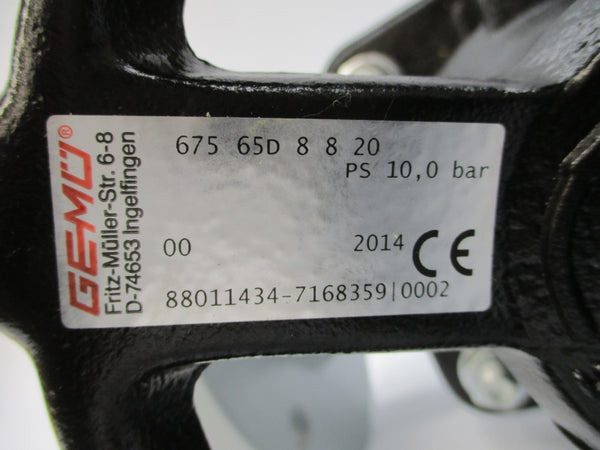 GEMÜ®
Fritz-Müller-Str. 6-8
D-74653 Ingelfingen
675 65D 8 8 20
PS 10,0 bar
00 2014 CE
88011434-7168359|0002